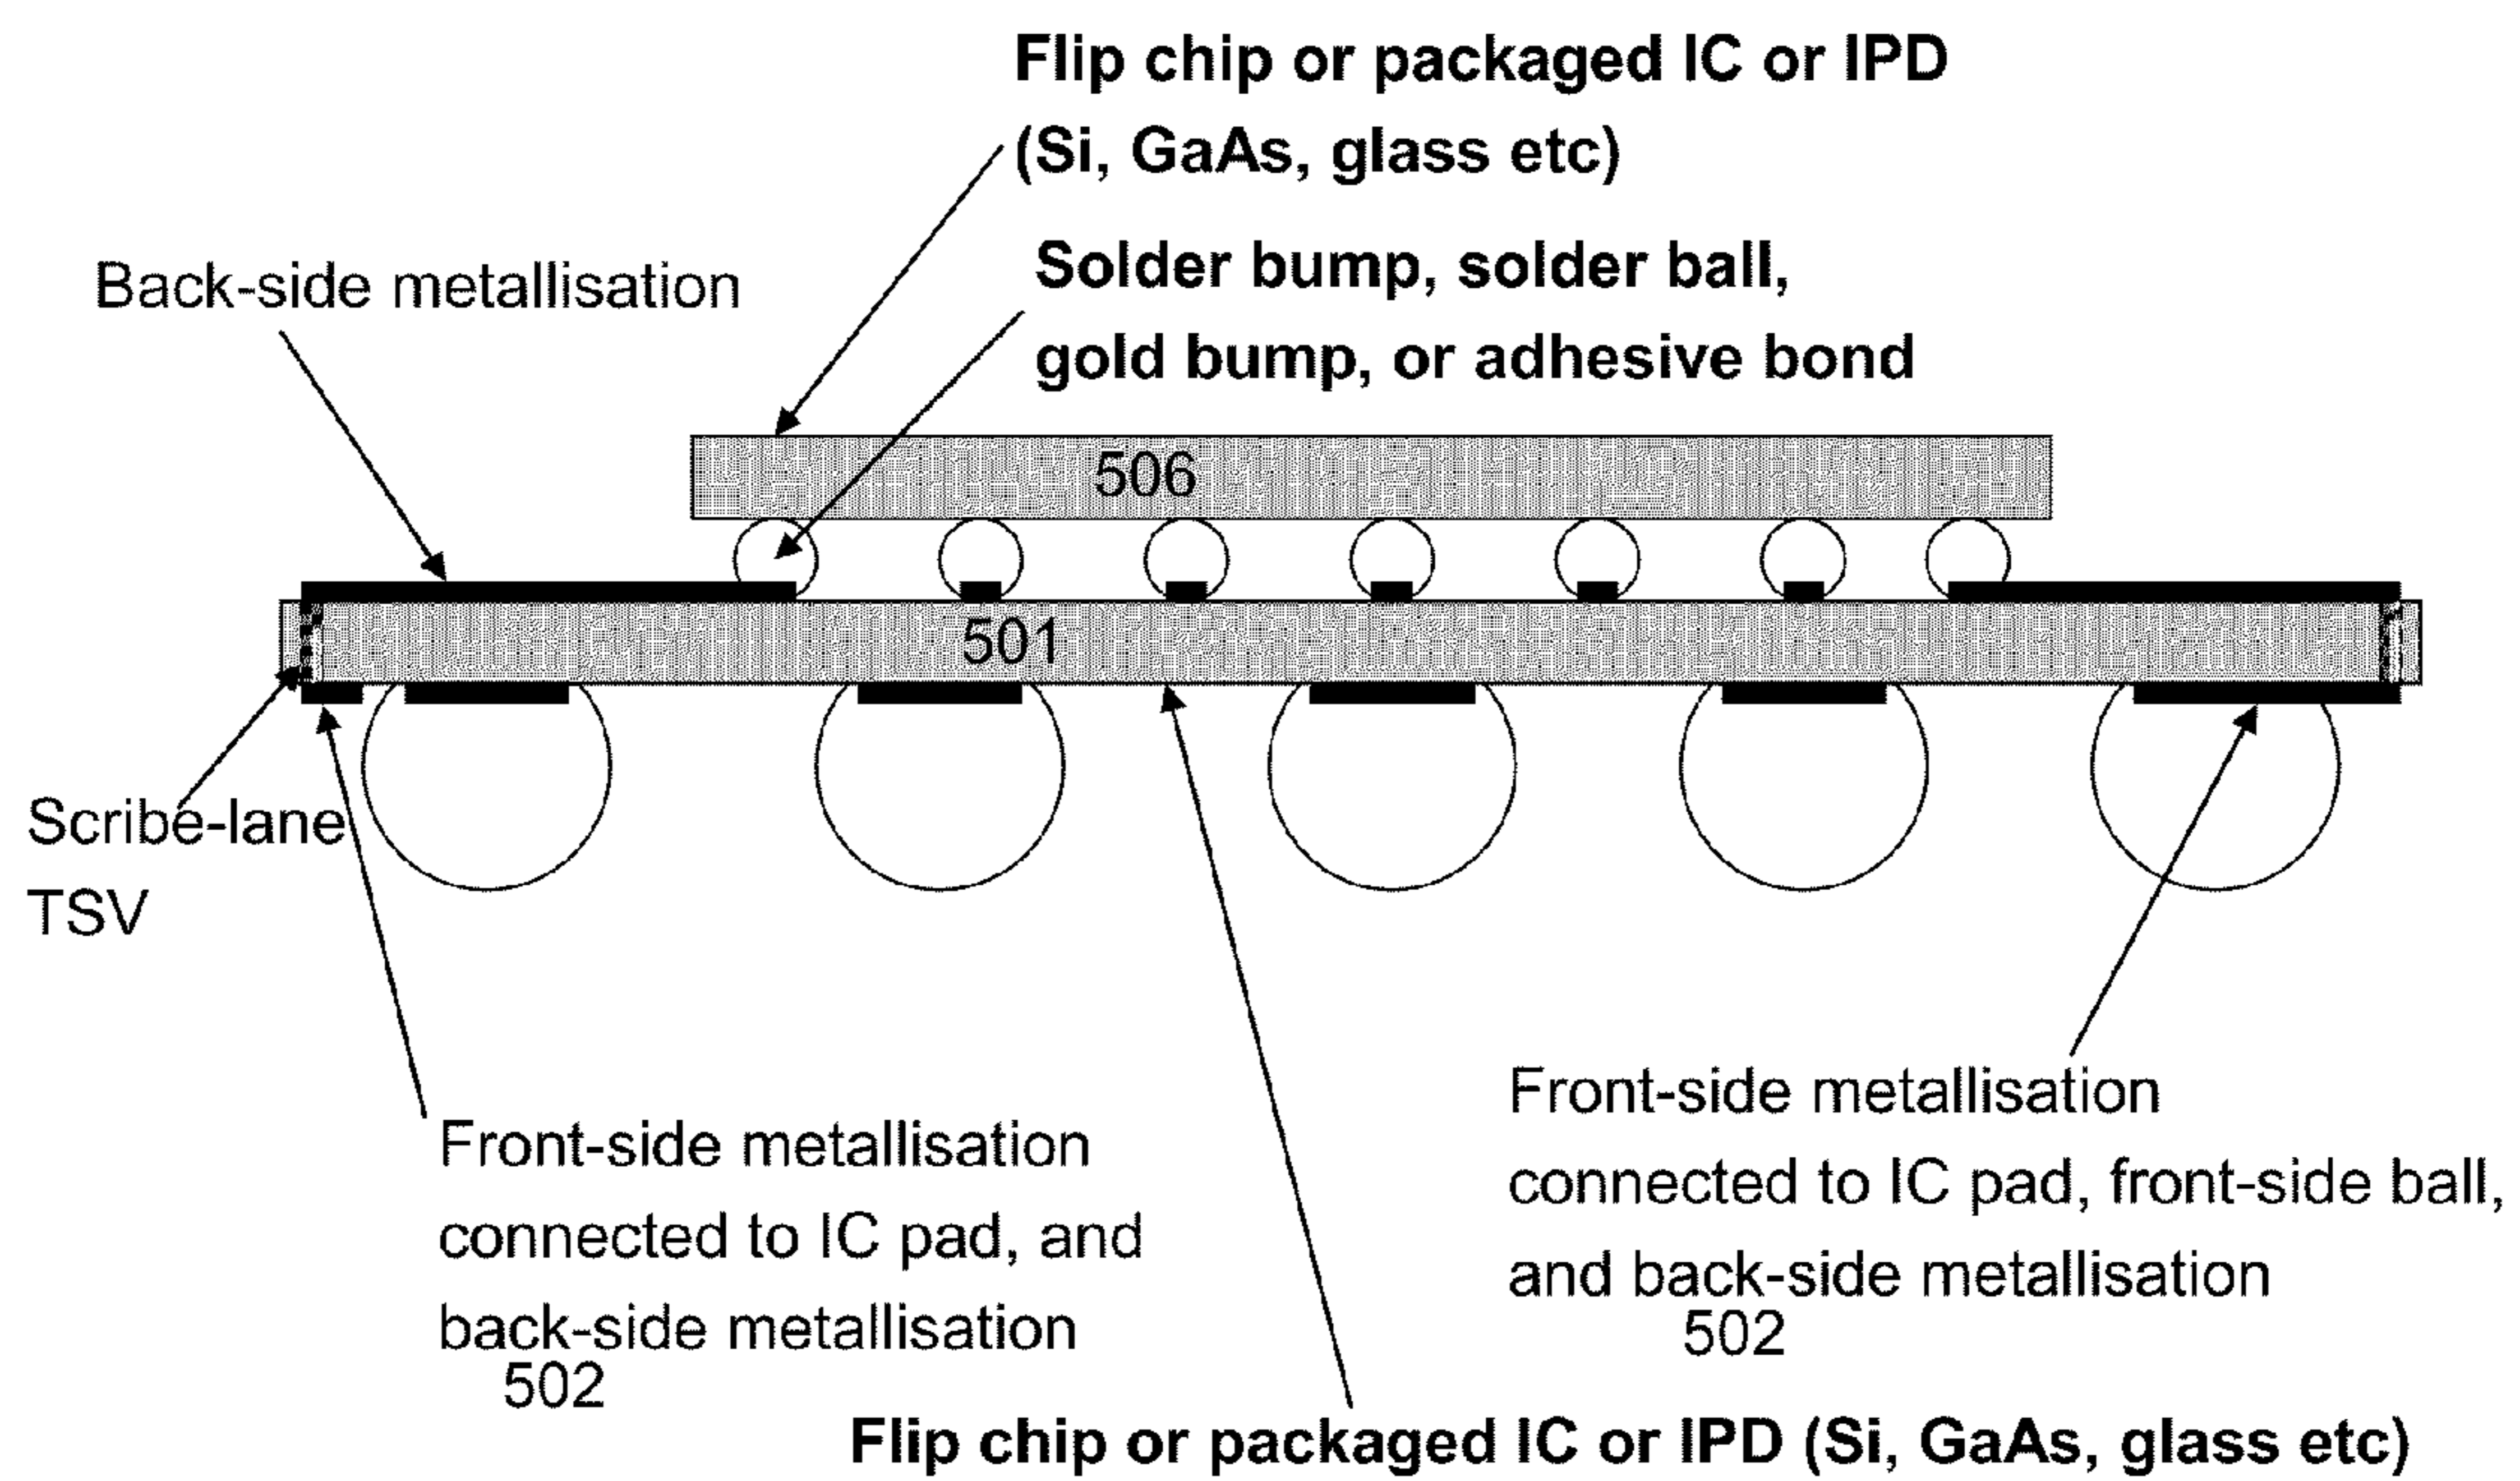 Flip chip or packaged IC or IPD
(Si, GaAs, glass etc)
Back-side metallisation
Solder bump, solder ball,
gold bump, or adhesive bond
506
501
Scribe-lane
TSV
Front-side metallisation
connected to IC pad, and
back-side metallisation
502
Front-side metallisation
connected to IC pad, front-side ball,
and back-side metallisation
502
Flip chip or packaged IC or IPD (Si, GaAs, glass etc)